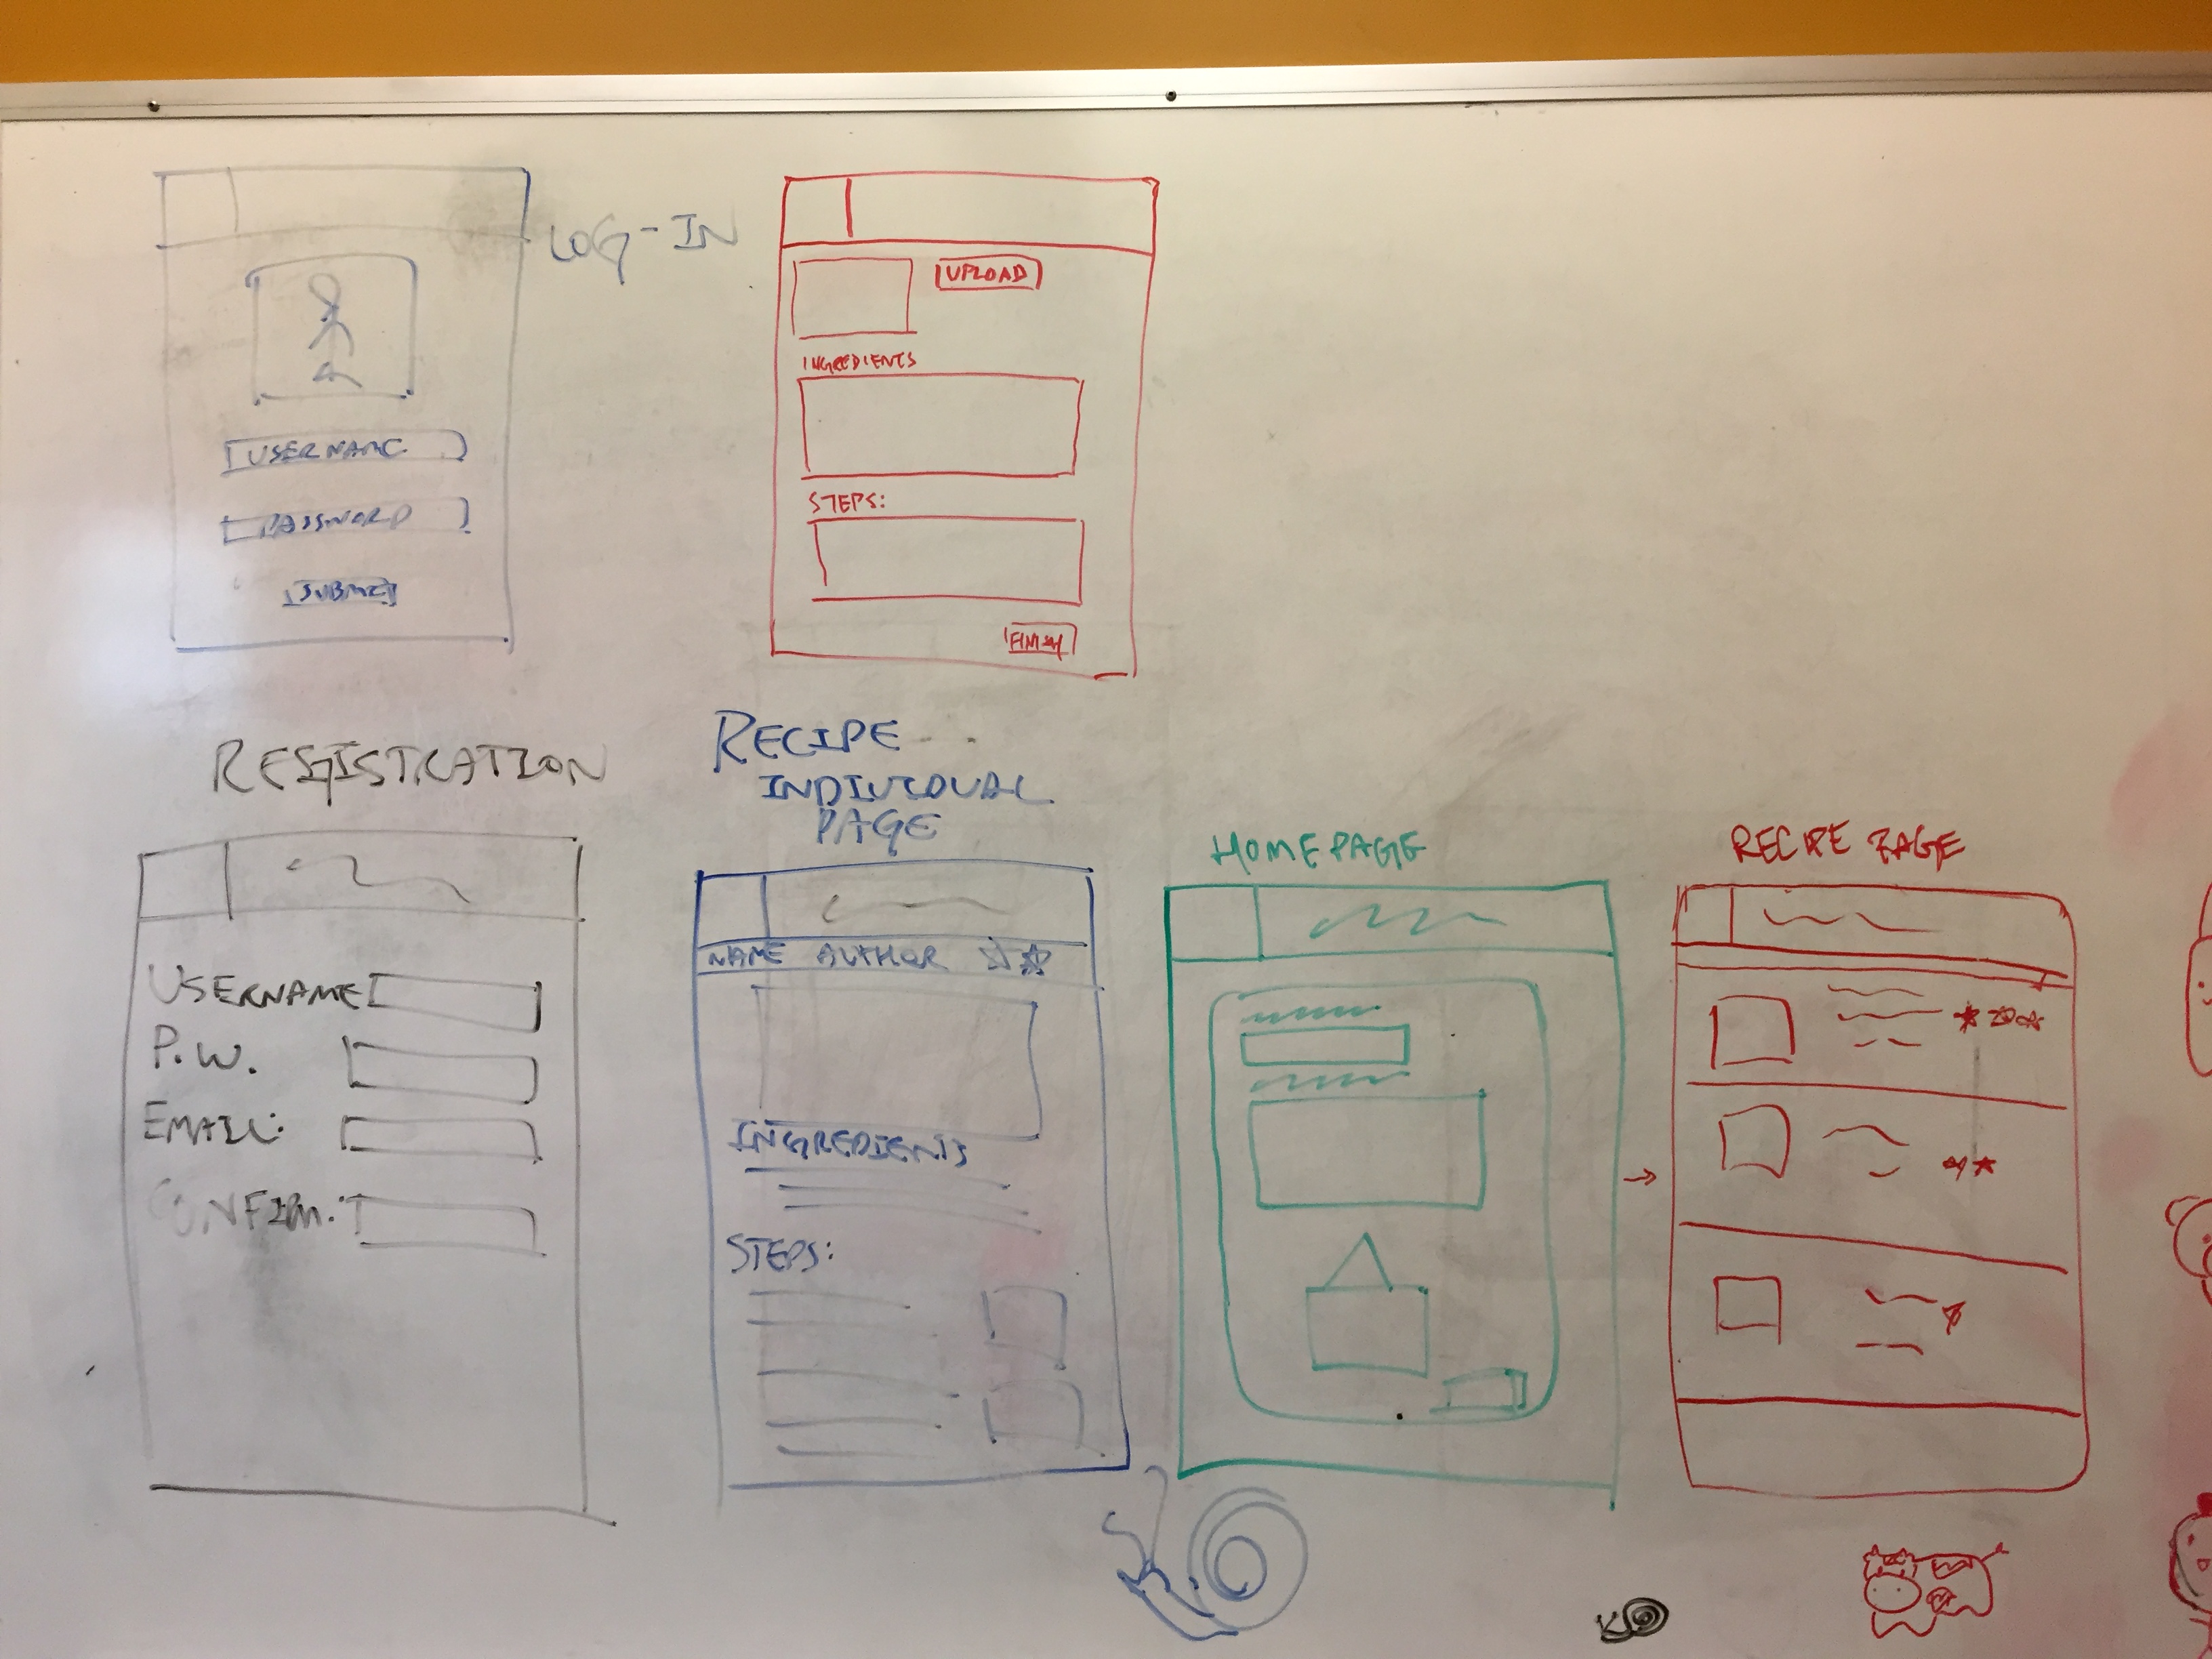 LOG-IN
USERNAME
PASSWORD
SUBMIT
UPLOAD
INGREDIENTS
STEPS:
FINISH
REGISTRATION
USERNAME
P.W.
EMAIL:
CONFIRM:
RECIPE
INDIVIDUAL
PAGE
NAME AUTHOR
INGREDIENTS
STEPS:
HOMEPAGE
RECIPE PAGE